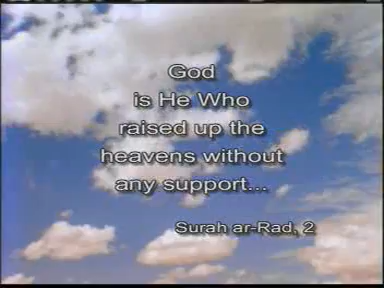 God
is He Who
raised up the
heavens without
any support...
Surah ar-Rad, 2